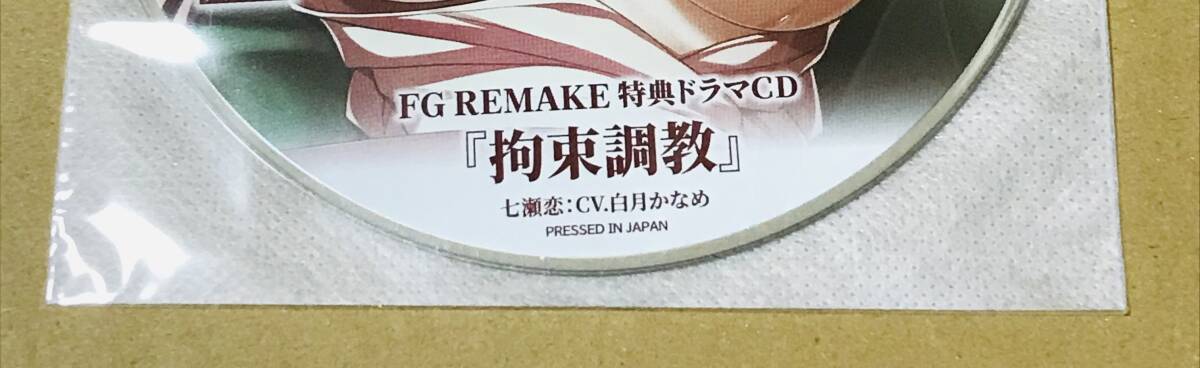 FG REMAKE 特典ドラマCD
『拘束調教』
七瀬恋:CV.白月かなめ
PRESSED IN JAPAN